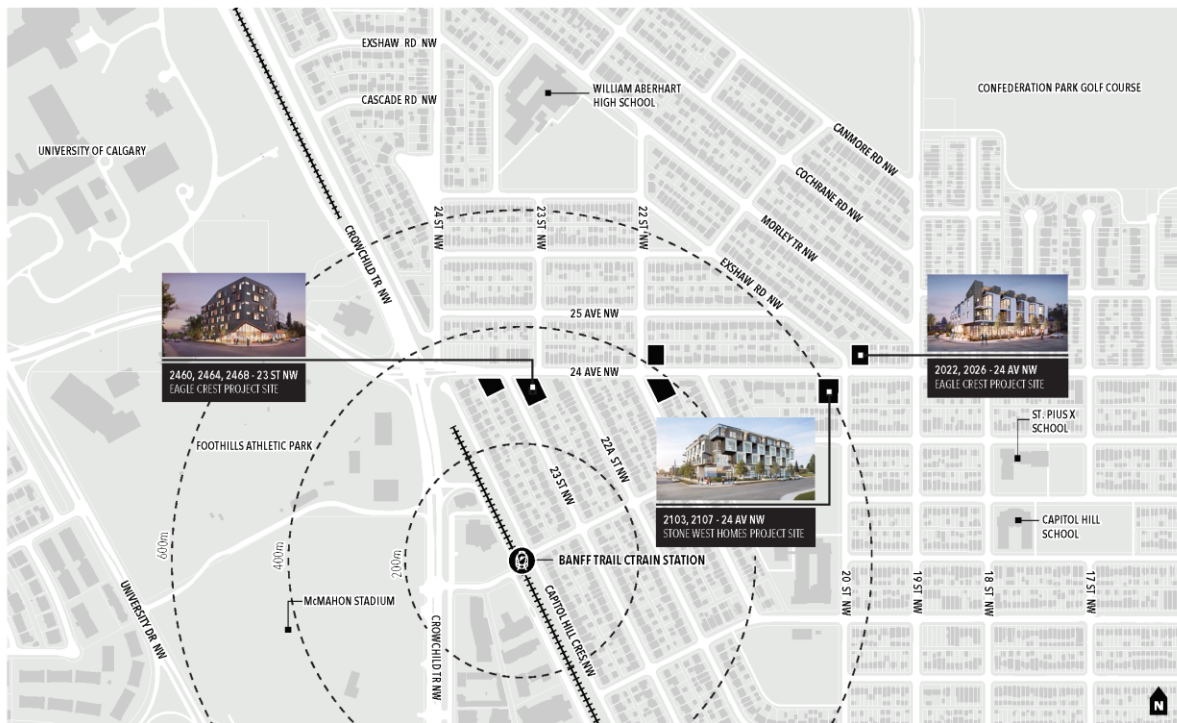 EXSHAW RD NW
CASCADE RD NW
WILLIAM ABERHART
HIGH SCHOOL
CONFEDERATION PARK GOLF COURSE
UNIVERSITY OF CALGARY
CANMORE RD NW
COCHRANE RD NW
MORLEY TR NW
EXSHAW RD NW
24 ST NW
23 ST NW
22 ST NW
CROWCHILD TR NW
25 AVE NW
24 AVE NW
2460, 2464, 2468 - 23 ST NW
EAGLE CREST PROJECT SITE
2022, 2026 - 24 AV NW
EAGLE CREST PROJECT SITE
ST. PIUS X
SCHOOL
FOOTHILLS ATHLETIC PARK
22A ST NW
23 ST NW
2103, 2107 - 24 AV NW
STONE WEST HOMES PROJECT SITE
CAPITOL HILL
SCHOOL
600m
400m
200m
BANFF TRAIL CTRAIN STATION
McMAHON STADIUM
UNIVERSITY DR NW
CROWCHILD TR NW
CAPITOL HILL CRES NW
20 ST NW
19 ST NW
18 ST NW
17 ST NW
N